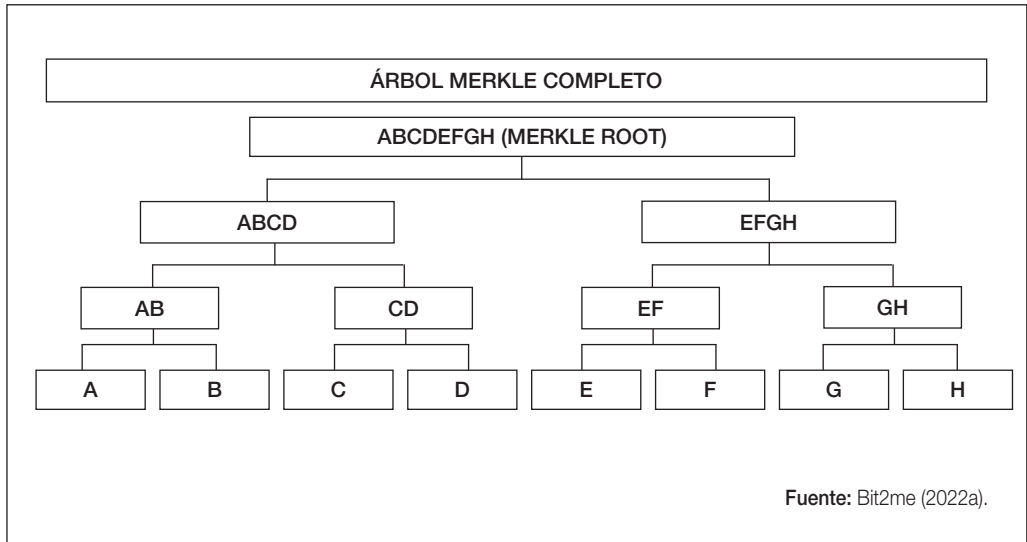 ÁRBOL MERKLE COMPLETO
ABCDEFGH (MERKLE ROOT)
ABCD EFGH
AB CD EF GH
A B C D E F G H
Fuente: Bit2me (2022a).